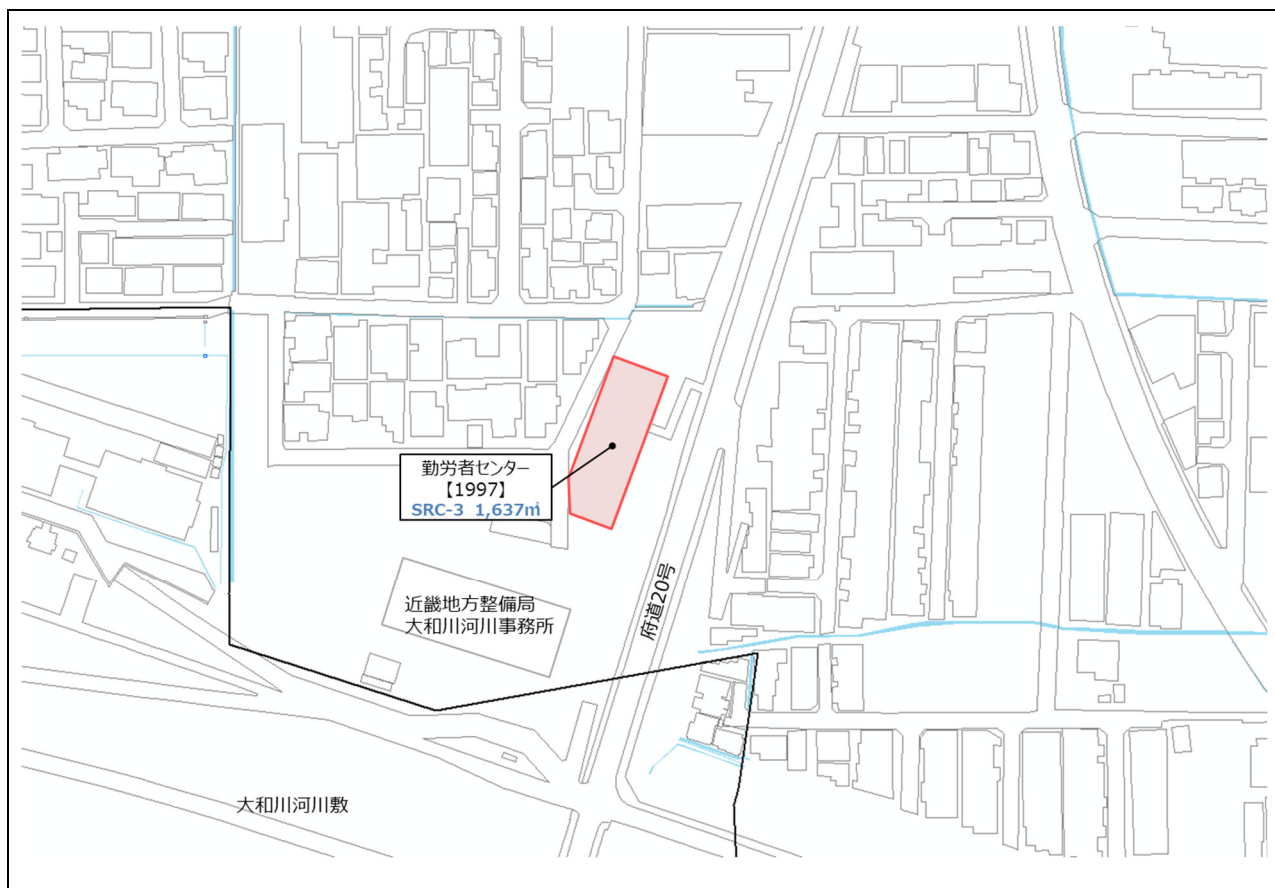 勤労者センター
【1997】
SRC-3 1,637㎡
近畿地方整備局
大和川河川事務所
府道20号
大和川河川敷